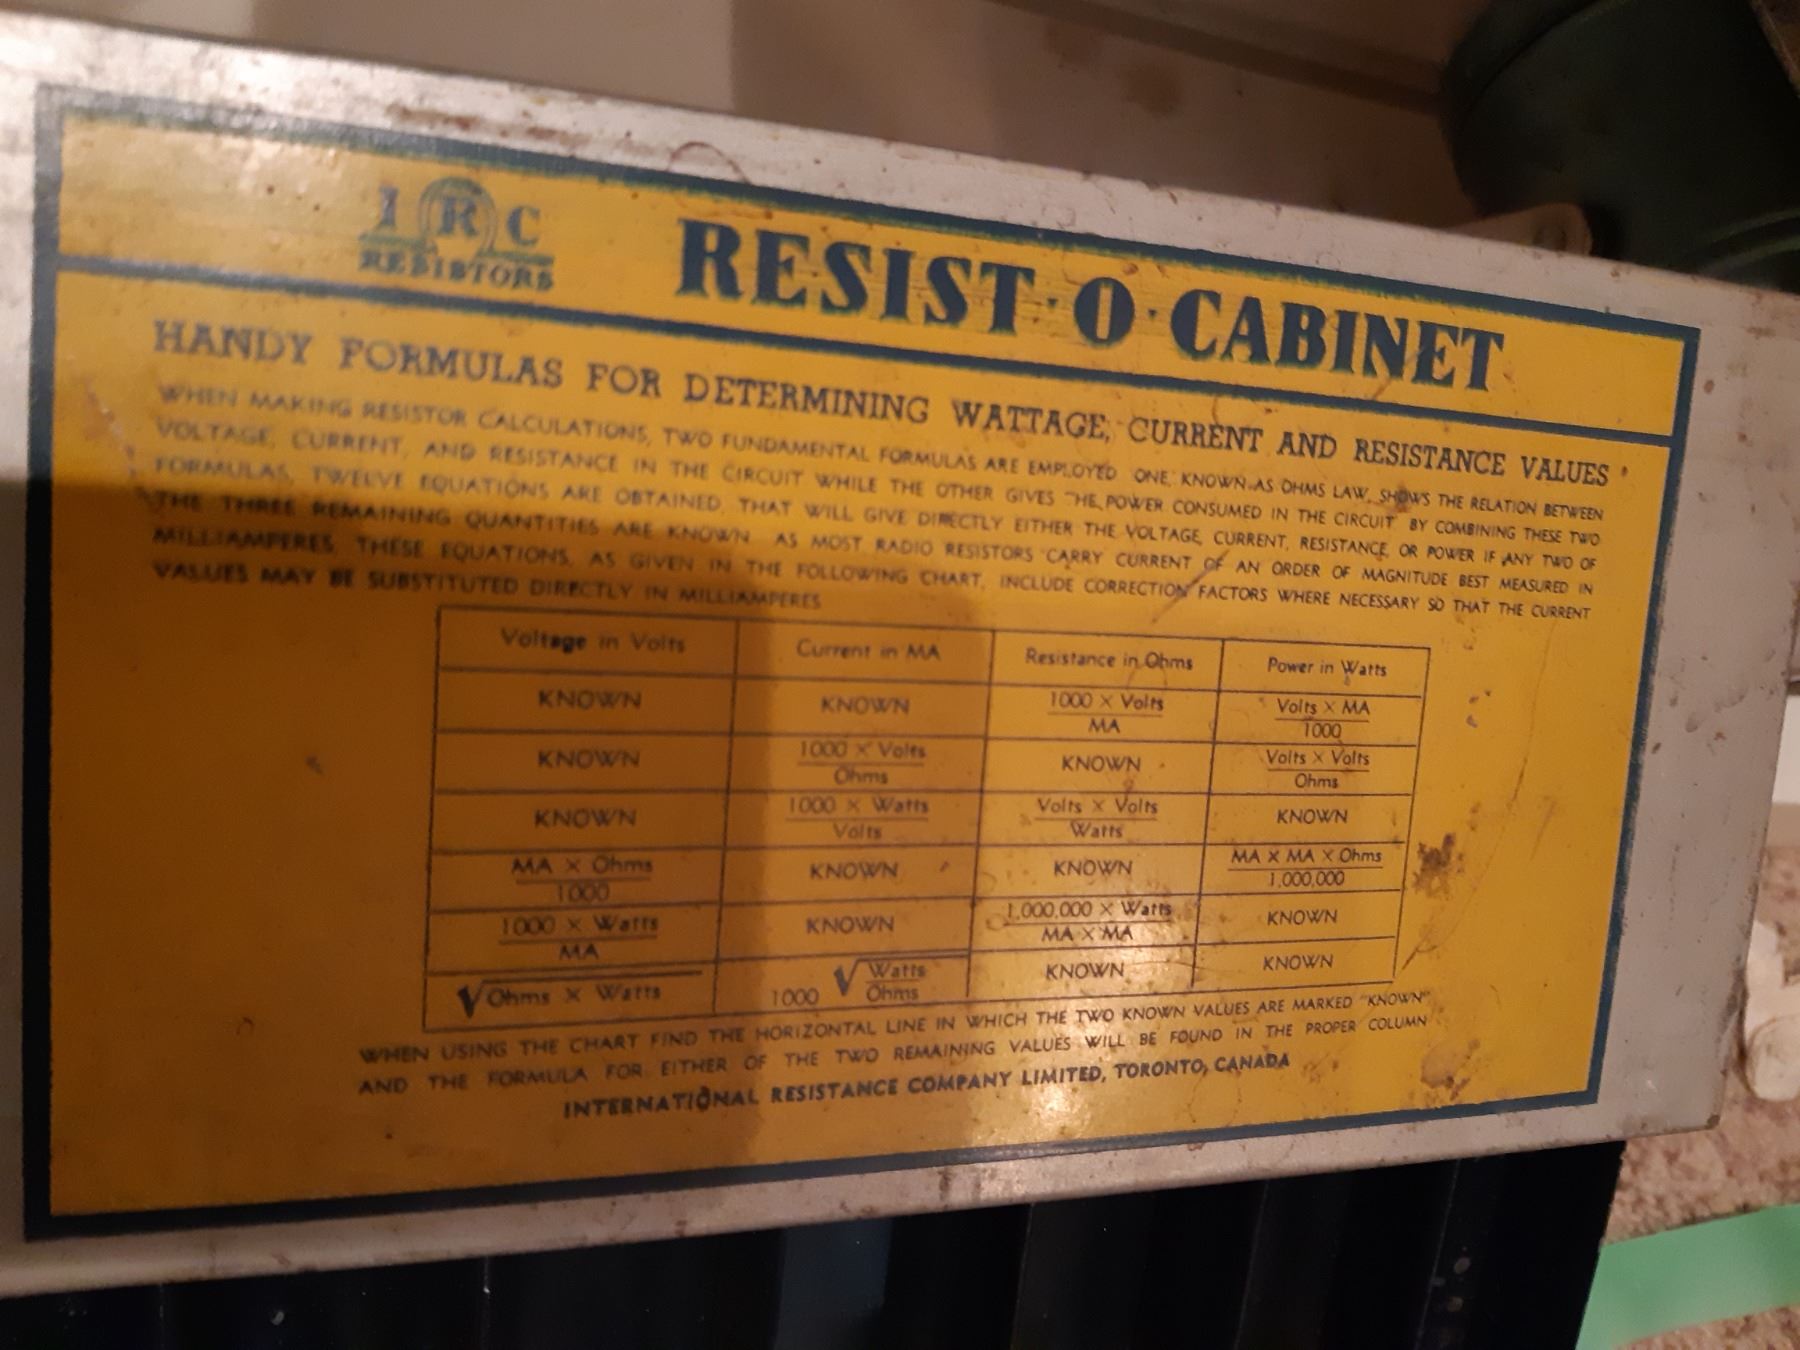 IRC
RESISTORS
RESIST·O·CABINET
HANDY FORMULAS FOR DETERMINING WATTAGE, CURRENT AND RESISTANCE VALUES
WHEN MAKING RESISTOR CALCULATIONS, TWO FUNDAMENTAL FORMULAS ARE EMPLOYED ONE, KNOWN AS OHMS LAW, SHOWS THE RELATION BETWEEN
VOLTAGE, CURRENT, AND RESISTANCE IN THE CIRCUIT WHILE THE OTHER GIVES THE POWER CONSUMED IN THE CIRCUIT BY COMBINING THESE TWO
FORMULAS, TWELVE EQUATIONS ARE OBTAINED, THAT WILL GIVE DIRECTLY EITHER THE VOLTAGE, CURRENT, RESISTANCE, OR POWER IF ANY TWO OF
THE THREE REMAINING QUANTITIES ARE KNOWN AS MOST RADIO RESISTORS CARRY CURRENT OF AN ORDER OF MAGNITUDE BEST MEASURED IN
MILLIAMPERES, THESE EQUATIONS, AS GIVEN IN THE FOLLOWING CHART, INCLUDE CORRECTION FACTORS WHERE NECESSARY SO THAT THE CURRENT
VALUES MAY BE SUBSTITUTED DIRECTLY IN MILLIAMPERES
Voltage in Volts Current in MA Resistance in Ohms Power in Watts
KNOWN KNOWN 1000 × Volts / MA Volts × MA / 1000
KNOWN 1000 × Volts / Ohms KNOWN Volts × Volts / Ohms
KNOWN 1000 × Watts / Volts Volts × Volts / Watts KNOWN
MA × Ohms / 1000 KNOWN KNOWN MA × MA × Ohms / 1,000,000
1000 × Watts / MA KNOWN 1,000,000 × Watts / MA × MA KNOWN
√Ohms × Watts 1000 √Watts / Ohms KNOWN KNOWN
WHEN USING THE CHART FIND THE HORIZONTAL LINE IN WHICH THE TWO KNOWN VALUES ARE MARKED "KNOWN"
AND THE FORMULA FOR EITHER OF THE TWO REMAINING VALUES WILL BE FOUND IN THE PROPER COLUMN
INTERNATIONAL RESISTANCE COMPANY LIMITED, TORONTO, CANADA